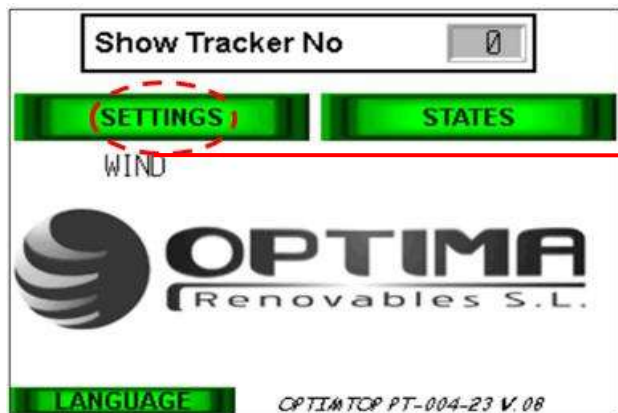 Show Tracker No 0
SETTINGS STATES
WIND
OPTIMA
Renovables S.L.
LANGUAGE OPTIMTOP PT-004-23 V.08